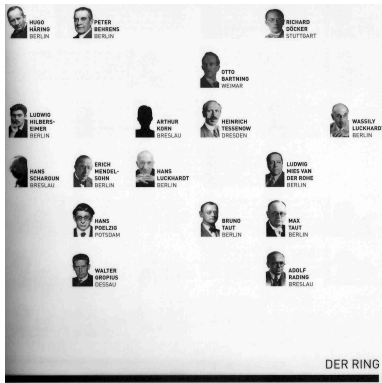 HUGO
HÄRING
BERLIN
PETER
BEHRENS
BERLIN
RICHARD
DÖCKER
STUTTGART
OTTO
BARTNING
WEIMAR
LUDWIG
HILBERS-
EIMER
BERLIN
ARTHUR
KORN
BRESLAU
HEINRICH
TESSENOW
DRESDEN
WASSILY
LUCKHARDT
BERLIN
HANS
SCHAROUN
BRESLAU
ERICH
MENDEL-
SOHN
BERLIN
HANS
LUCKHARDT
BERLIN
LUDWIG
MIES VAN
DER ROHE
BERLIN
HANS
POELZIG
POTSDAM
BRUNO
TAUT
BERLIN
MAX
TAUT
BERLIN
WALTER
GROPIUS
DESSAU
ADOLF
RADING
BRESLAU
DER RING